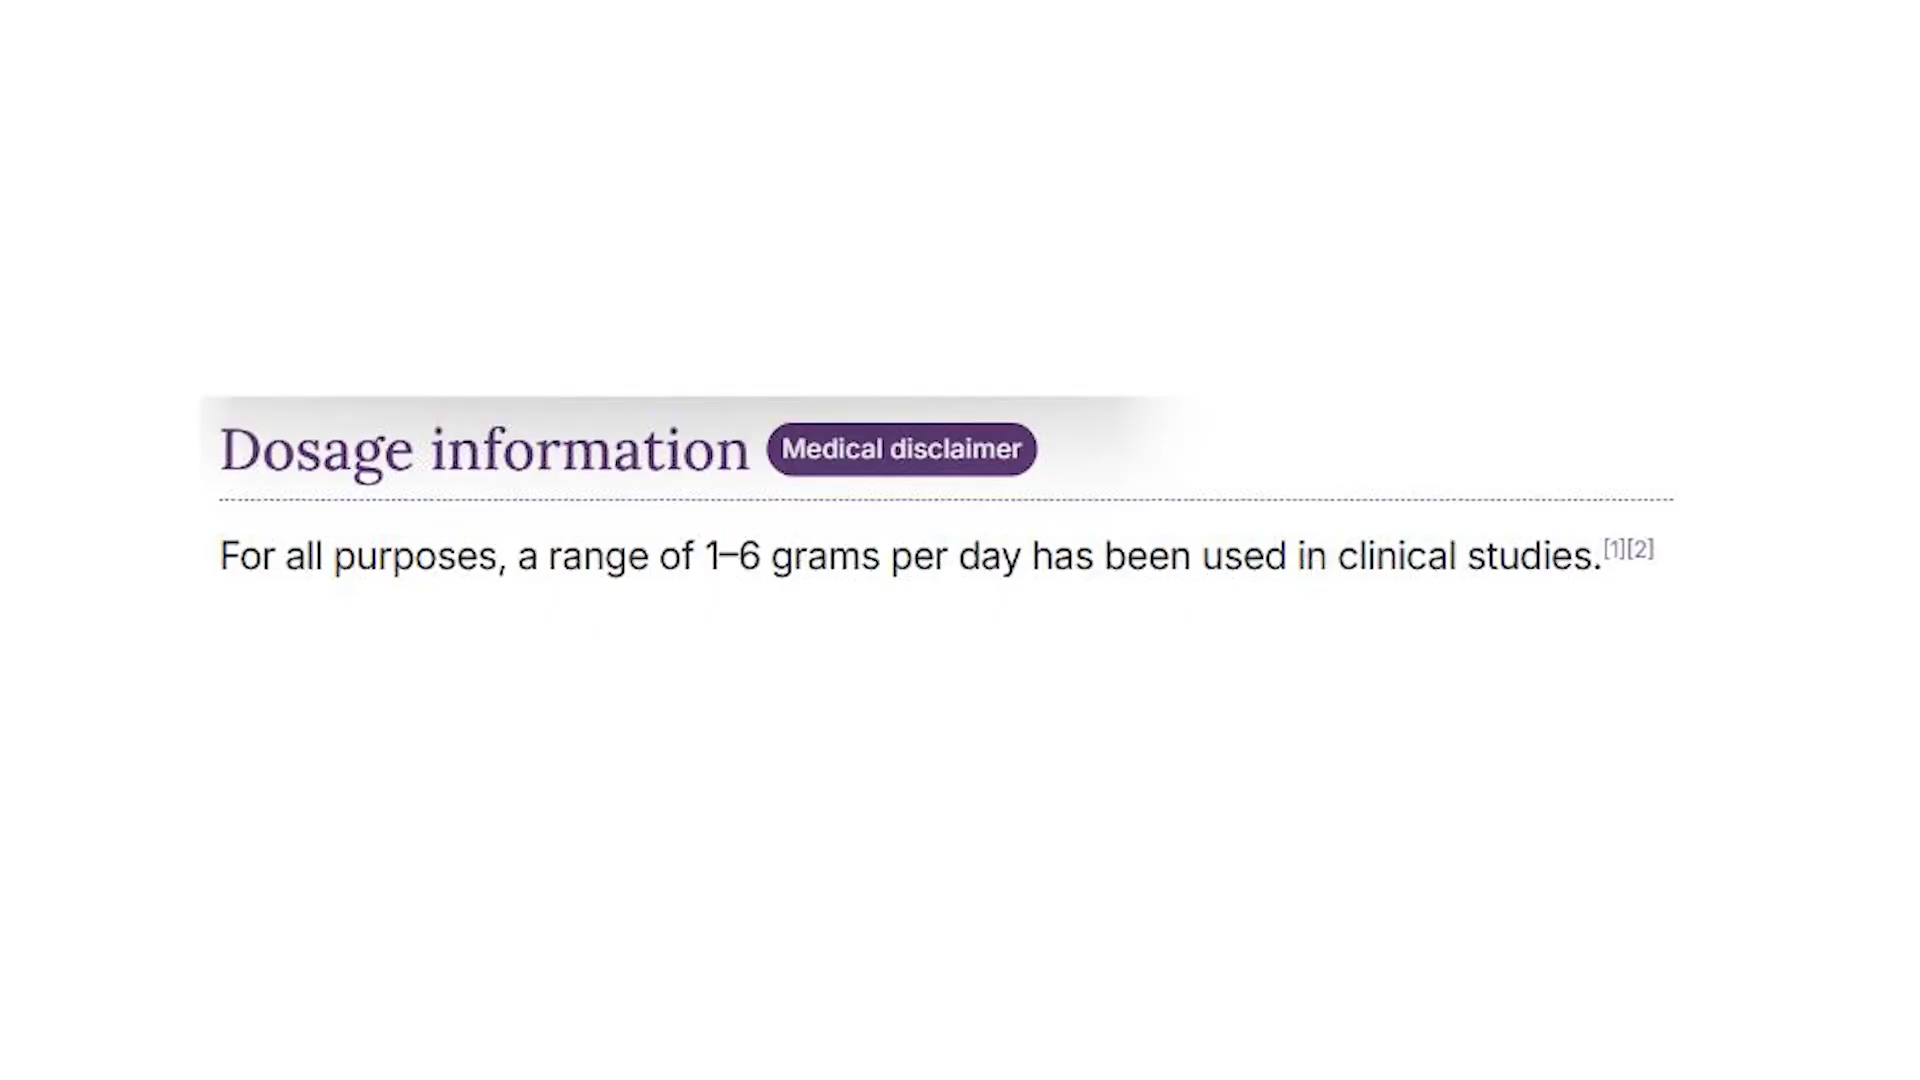 Dosage information Medical disclaimer
For all purposes, a range of 1–6 grams per day has been used in clinical studies.[1][2]